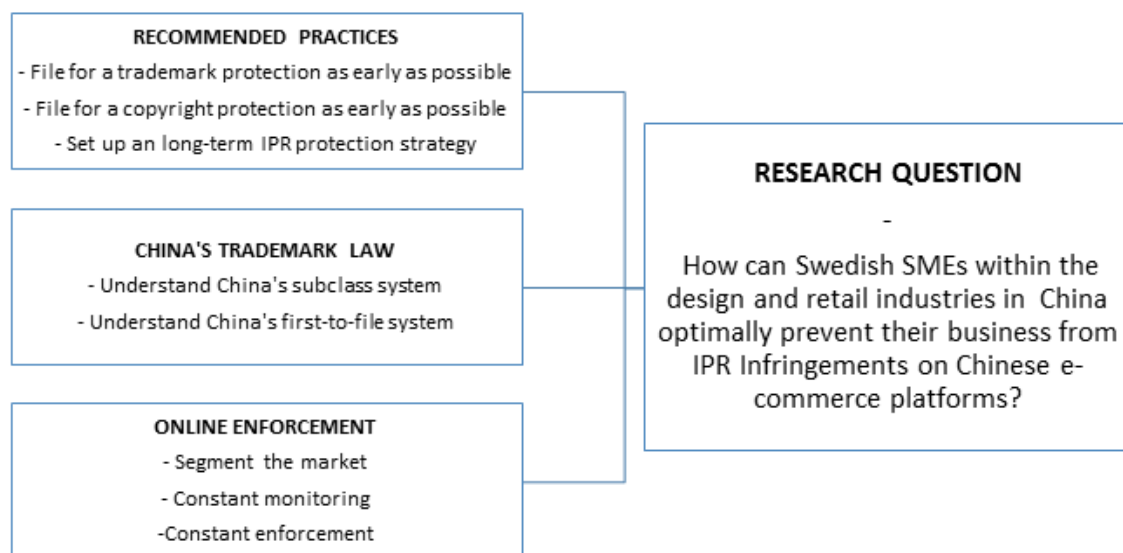 RECOMMENDED PRACTICES
- File for a trademark protection as early as possible
- File for a copyright protection as early as possible
- Set up an long-term IPR protection strategy
CHINA'S TRADEMARK LAW
- Understand China's subclass system
- Understand China's first-to-file system
ONLINE ENFORCEMENT
- Segment the market
- Constant monitoring
-Constant enforcement
RESEARCH QUESTION
-
How can Swedish SMEs within the
design and retail industries in China
optimally prevent their business from
IPR Infringements on Chinese e-
commerce platforms?